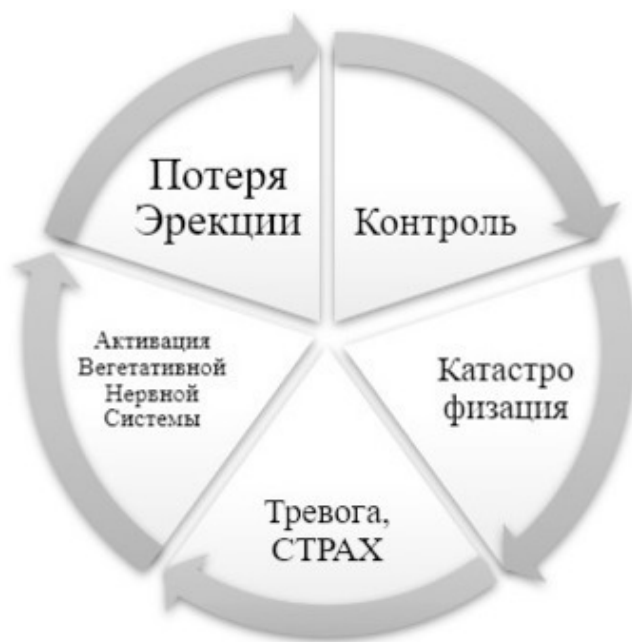 Потеря
Эрекции
Контроль
Катастро
физация
Тревога,
СТРАХ
Активация
Вегетативной
Нервной
Системы